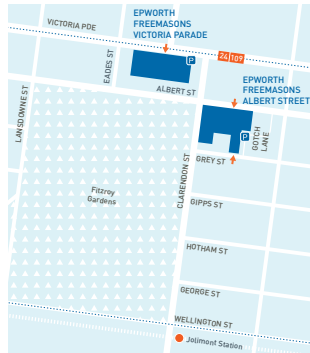 EPWORTH
FREEMASONS
VICTORIA PARADE
VICTORIA PDE
EADES ST
P
24 109
ALBERT ST
EPWORTH
FREEMASONS
ALBERT STREET
LANSDOWNE ST
P
GOTCH
LANE
GREY ST
CLARENDON ST
Fitzroy
Gardens
GIPPS ST
HOTHAM ST
GEORGE ST
WELLINGTON ST
Jolimont Station